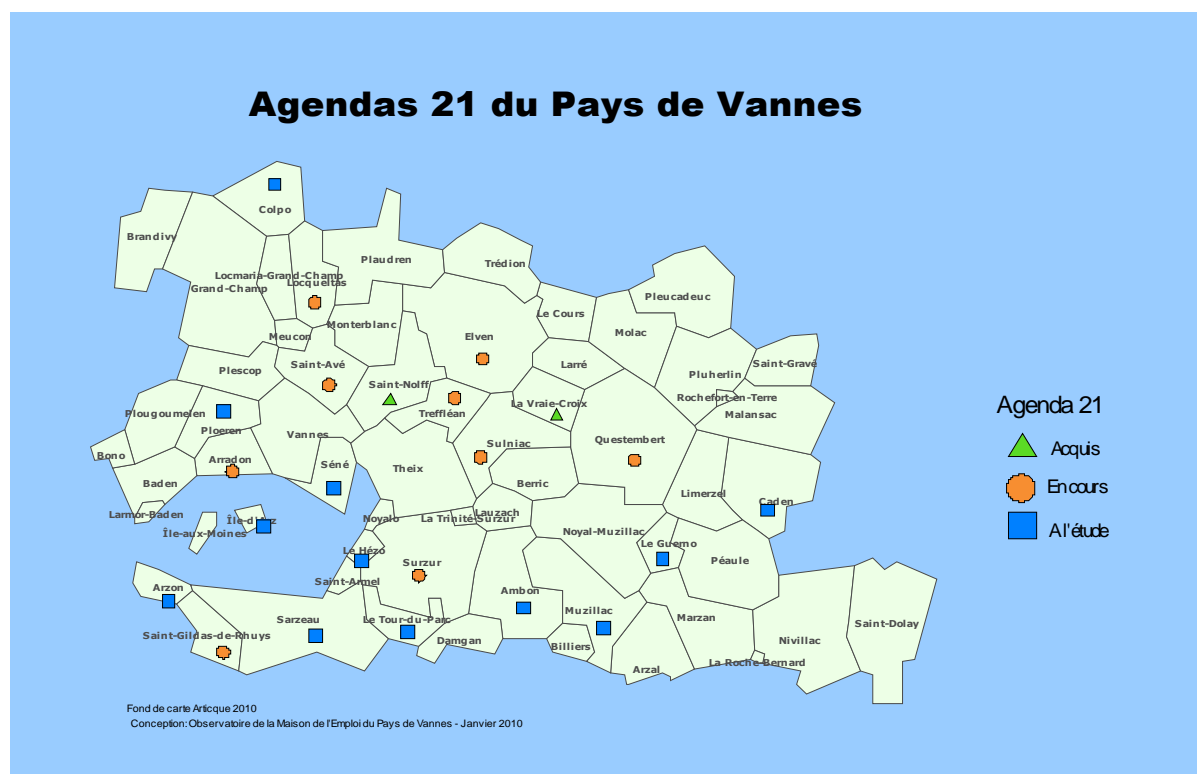 Agendas 21 du Pays de Vannes
Colpo
Brandivy
Plaudren
Trédion
Locmaria-Grand-Champ
Locqueltas
Grand-Champ
Pleucadeuc
Le Cours
Monterblanc
Molac
Meucon
Elven
Saint-Avé
Larré
Saint-Gravé
Plescop
Pluherlin
Saint-Nolff
Rochefort-en-Terre
La Vraie-Croix
Plougoumelen
Treffléan
Malansac
Ploeren
Vannes
Questembert
Sulniac
Bono
Arradon
Séné
Theix
Baden
Berric
Limerzel
Caden
Larmor-Baden
Île-d'Arz
Noyalo
La Trinité-Surzur
Lauzach
Île-aux-Moines
Noyal-Muzillac
Le Guerno
Le Hézo
Surzur
Péaule
Saint-Armel
Arzon
Ambon
Muzillac
Sarzeau
Le Tour-du-Parc
Marzan
Saint-Dolay
Saint-Gildas-de-Rhuys
Damgan
Nivillac
Billiers
La Roche-Bernard
Arzal
Agenda 21
Acquis
En cours
A l'étude
Fond de carte Articque 2010
Conception: Observatoire de la Maison de l'Emploi du Pays de Vannes - Janvier 2010